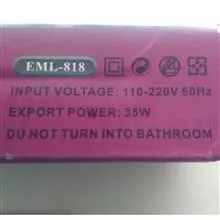 EML-818
INPUT VOLTAGE: 110-220V 50Hz
EXPORT POWER: 35W
DU NOT TURN INTO BATHROOM